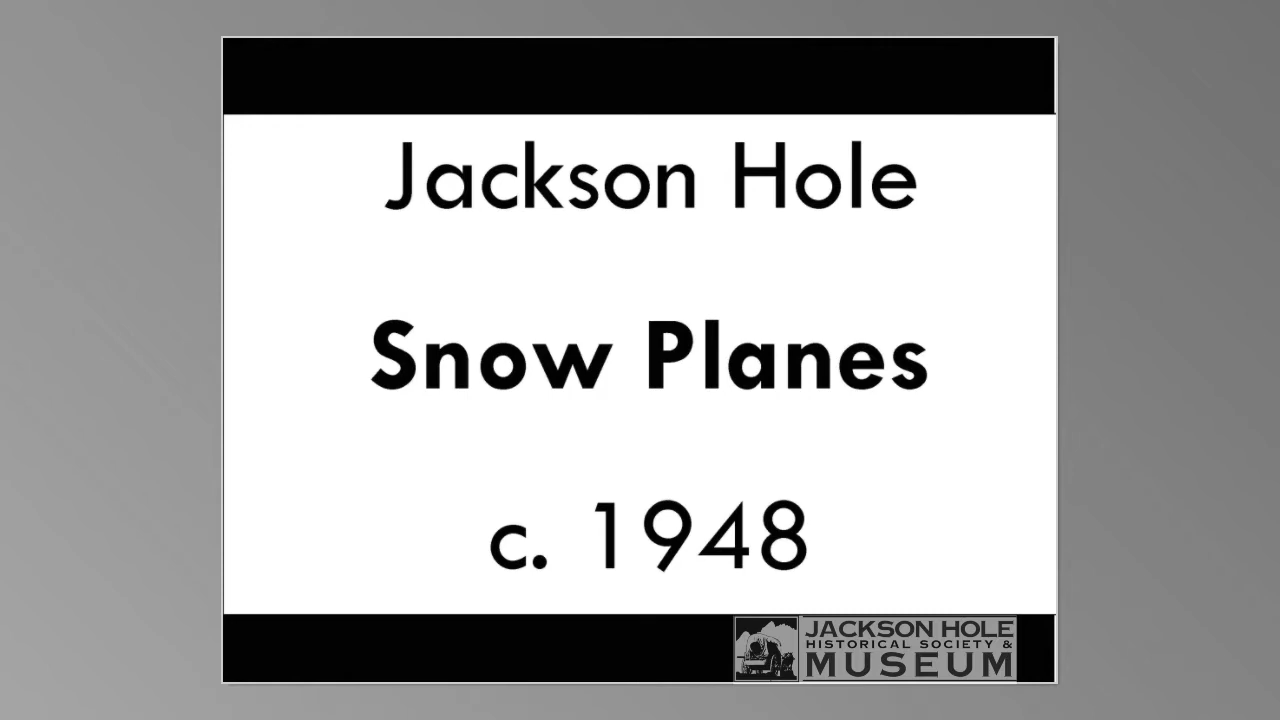 Jackson Hole
Snow Planes
c. 1948
JACKSON HOLE
HISTORICAL SOCIETY &
MUSEUM